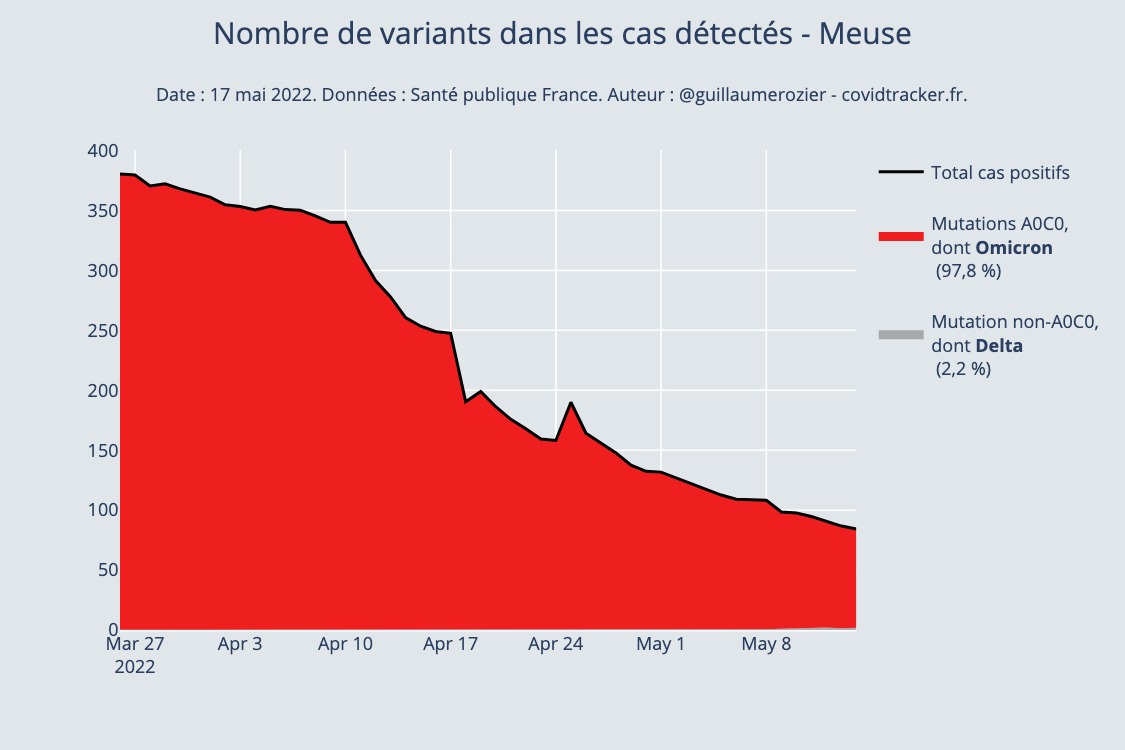 Nombre de variants dans les cas détectés - Meuse
Date : 17 mai 2022. Données : Santé publique France. Auteur : @guillaumerozier - covidtracker.fr.
400
350
300
250
200
150
100
50
0
Mar 27 Apr 3 Apr 10 Apr 17 Apr 24 May 1 May 8
2022
Total cas positifs
Mutations A0C0,
dont Omicron
(97,8 %)
Mutation non-A0C0,
dont Delta
(2,2 %)